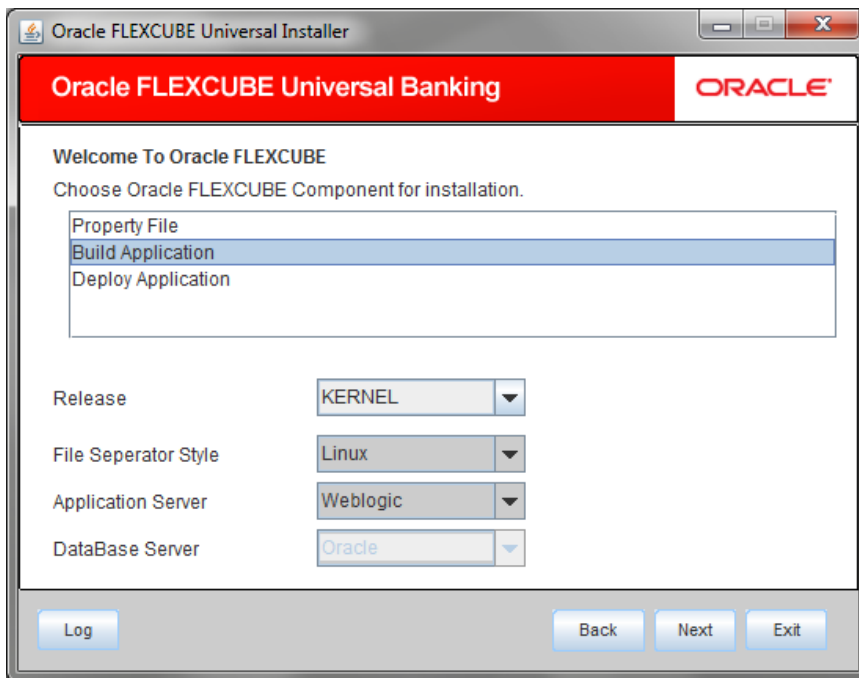 Oracle FLEXCUBE Universal Installer
Oracle FLEXCUBE Universal Banking
ORACLE
Welcome To Oracle FLEXCUBE
Choose Oracle FLEXCUBE Component for installation.
Property File
Build Application
Deploy Application
Release KERNEL
File Seperator Style Linux
Application Server Weblogic
DataBase Server Oracle
Log Back Next Exit